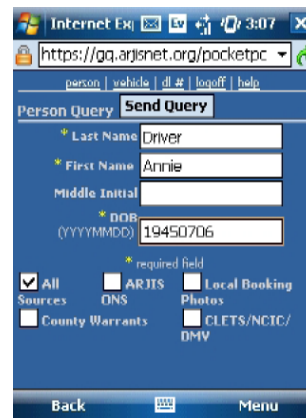 Internet Ex 3:07
https://gq.arjisnet.org/pocketpc
person | vehicle | dl # | logoff | help
Person Query Send Query
* Last Name Driver
* First Name Annie
Middle Initial
* DOB
(YYYYMMDD) 19450706
* required field
All Sources
ARJIS ONS
Local Booking Photos
County Warrants
CLETS/NCIC/DMV
Back Menu